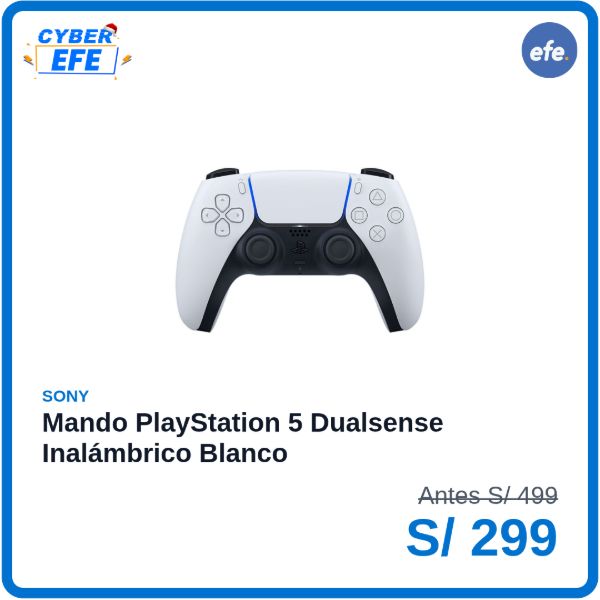 CYBER
EFE
efe.
SONY
Mando PlayStation 5 Dualsense
Inalámbrico Blanco
Antes S/ 499
S/ 299